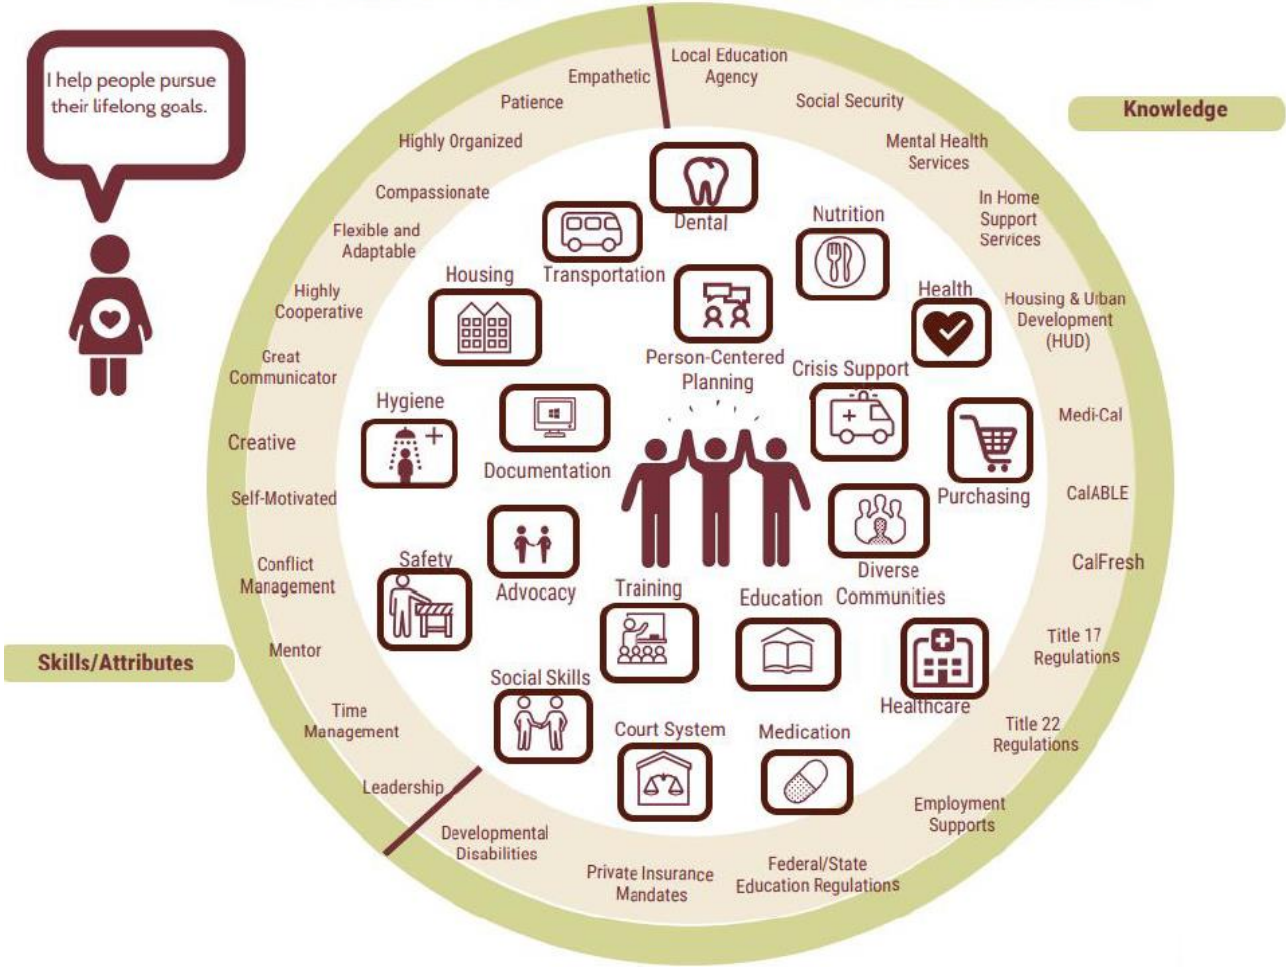 I help people pursue
their lifelong goals.
Knowledge
Skills/Attributes
Empathetic
Patience
Highly Organized
Compassionate
Flexible and
Adaptable
Highly
Cooperative
Great
Communicator
Creative
Self-Motivated
Conflict
Management
Mentor
Time
Management
Leadership
Local Education
Agency
Social Security
Mental Health
Services
In Home
Support
Services
Housing & Urban
Development
(HUD)
Medi-Cal
CalABLE
CalFresh
Title 17
Regulations
Title 22
Regulations
Employment
Supports
Federal/State
Education Regulations
Private Insurance
Mandates
Developmental
Disabilities
Dental
Nutrition
Transportation
Housing
Health
Person-Centered
Planning
Crisis Support
Hygiene
Documentation
Purchasing
Safety
Advocacy
Training
Education
Diverse
Communities
Healthcare
Social Skills
Court System
Medication